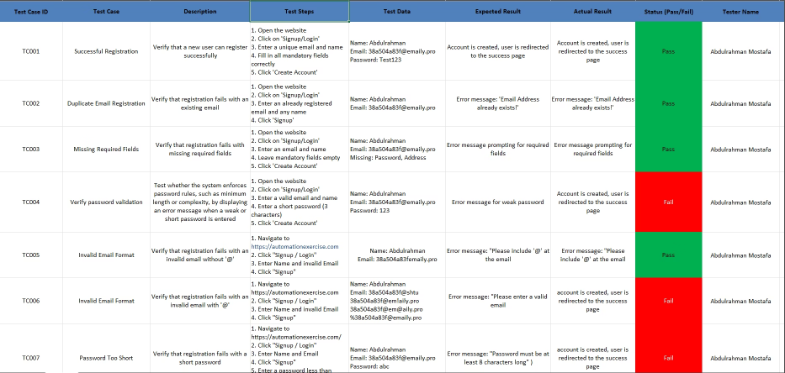 Test Case ID Test Case Description Test Steps Test Data Expected Result Actual Result Status (Pass/Fail) Tester Name
TC001
Successful Registration
Verify that a new user can register
successfully
1. Open the website
2. Click on 'Signup/Login'
3. Enter a unique email and name
4. Fill in all mandatory fields
correctly
5. Click 'Create Account'
Name: Abdulrahman
Email: 38a504a83f@emaily.pro
Password: Test123
Account is created, user is redirected
to the success page
Account is created, user is
redirected to the success
page
Pass
Abdulrahman Mostafa
TC002
Duplicate Email Registration
Verify that registration fails with an
existing email
1. Open the website
2. Click on 'Signup/Login'
3. Enter an already registered
email and any name
4. Click 'Signup'
Name: Abdulrahman
Email: 38a504a83f@emaily.pro
Error message: 'Email Address
already exists!'
Error message: 'Email Address
already exists!'
Pass
Abdulrahman Mostafa
TC003
Missing Required Fields
Verify that registration fails with
missing required fields
1. Open the website
2. Click on 'Signup/Login'
3. Enter an email and name
4. Leave mandatory fields empty
5. Click 'Create Account'
Name: Abdulrahman
Email: 38a504a83f@emaily.pro
Missing: Password, Address
Error message prompting for required
fields
Error message prompting for
required fields
Pass
Abdulrahman Mostafa
TC004
Verify password validation
Test whether the system enforces
password rules, such as minimum
length or complexity, by displaying
an error message when a weak or
short password is entered
1. Open the website
2. Click on 'Signup/Login'
3. Enter a valid email and name
4. Enter a short password (3
characters)
5. Click 'Create Account'
Name: Abdulrahman
Email: 38a504a83f@emaily.pro
Password: 123
Error message for weak password
Account is created, user is
redirected to the success
page
Fail
Abdulrahman Mostafa
TC005
Invalid Email Format
Verify that registration fails with an
invalid email without '@'
1. Navigate to
https://automationexercise.com
2. Click "Signup / Login"
3. Enter Name and invalid Email
4. Click "Signup"
Name: Abdulrahman
Email: 38a504a83femaily.pro
Error message: "Please include '@' at
the email
Error message: "Please
include '@' at the email
Pass
Abdulrahman Mostafa
TC006
Invalid Email Format
Verify that registration fails with an
invalid email with '@'
1. Navigate to
https://automationexercise.com
2. Click "Signup / Login"
3. Enter Name and invalid Email
4. Click "Signup"
Name: Abdulrahman
Email: 38a504a83f@shtu
%38a504a83f@emaily.pro
Error message: "Please enter a valid
email
account is created, user is
redirected to the success
page
Fail
Abdulrahman Mostafa
TC007
Password Too Short
Verify that registration fails with a
short password
1. Navigate to
https://automationexercise.com/
2. Click "Signup / Login"
3. Enter Name and Email
4. Click "Signup"
5. Enter a password less than
Name: Abdulrahman
Email: 38a504a83f@emaily.pro
Password: abc
Error message: "Password must be at
least 8 characters long" )
account is created, user is
redirected to the success
page
Fail
Abdulrahman Mostafa